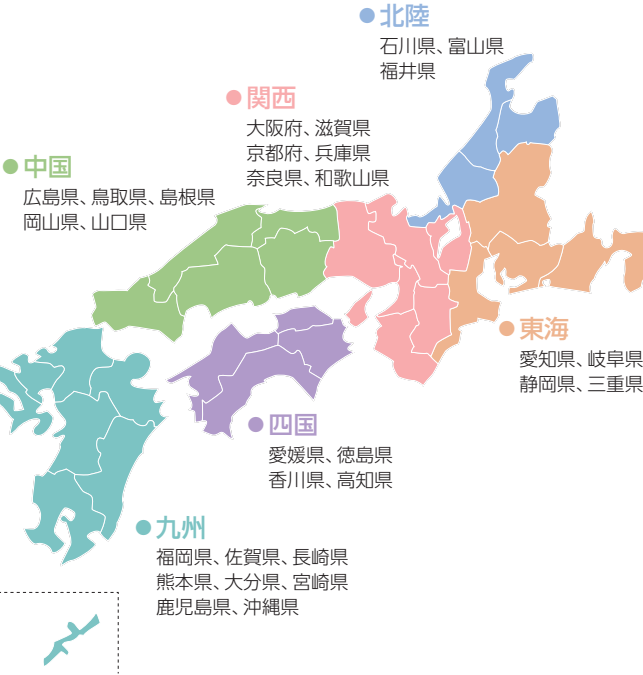 北陸
石川県、富山県
福井県
関西
大阪府、滋賀県
京都府、兵庫県
奈良県、和歌山県
中国
広島県、鳥取県、島根県
岡山県、山口県
東海
愛知県、岐阜県
静岡県、三重県
四国
愛媛県、徳島県
香川県、高知県
九州
福岡県、佐賀県、長崎県
熊本県、大分県、宮崎県
鹿児島県、沖縄県